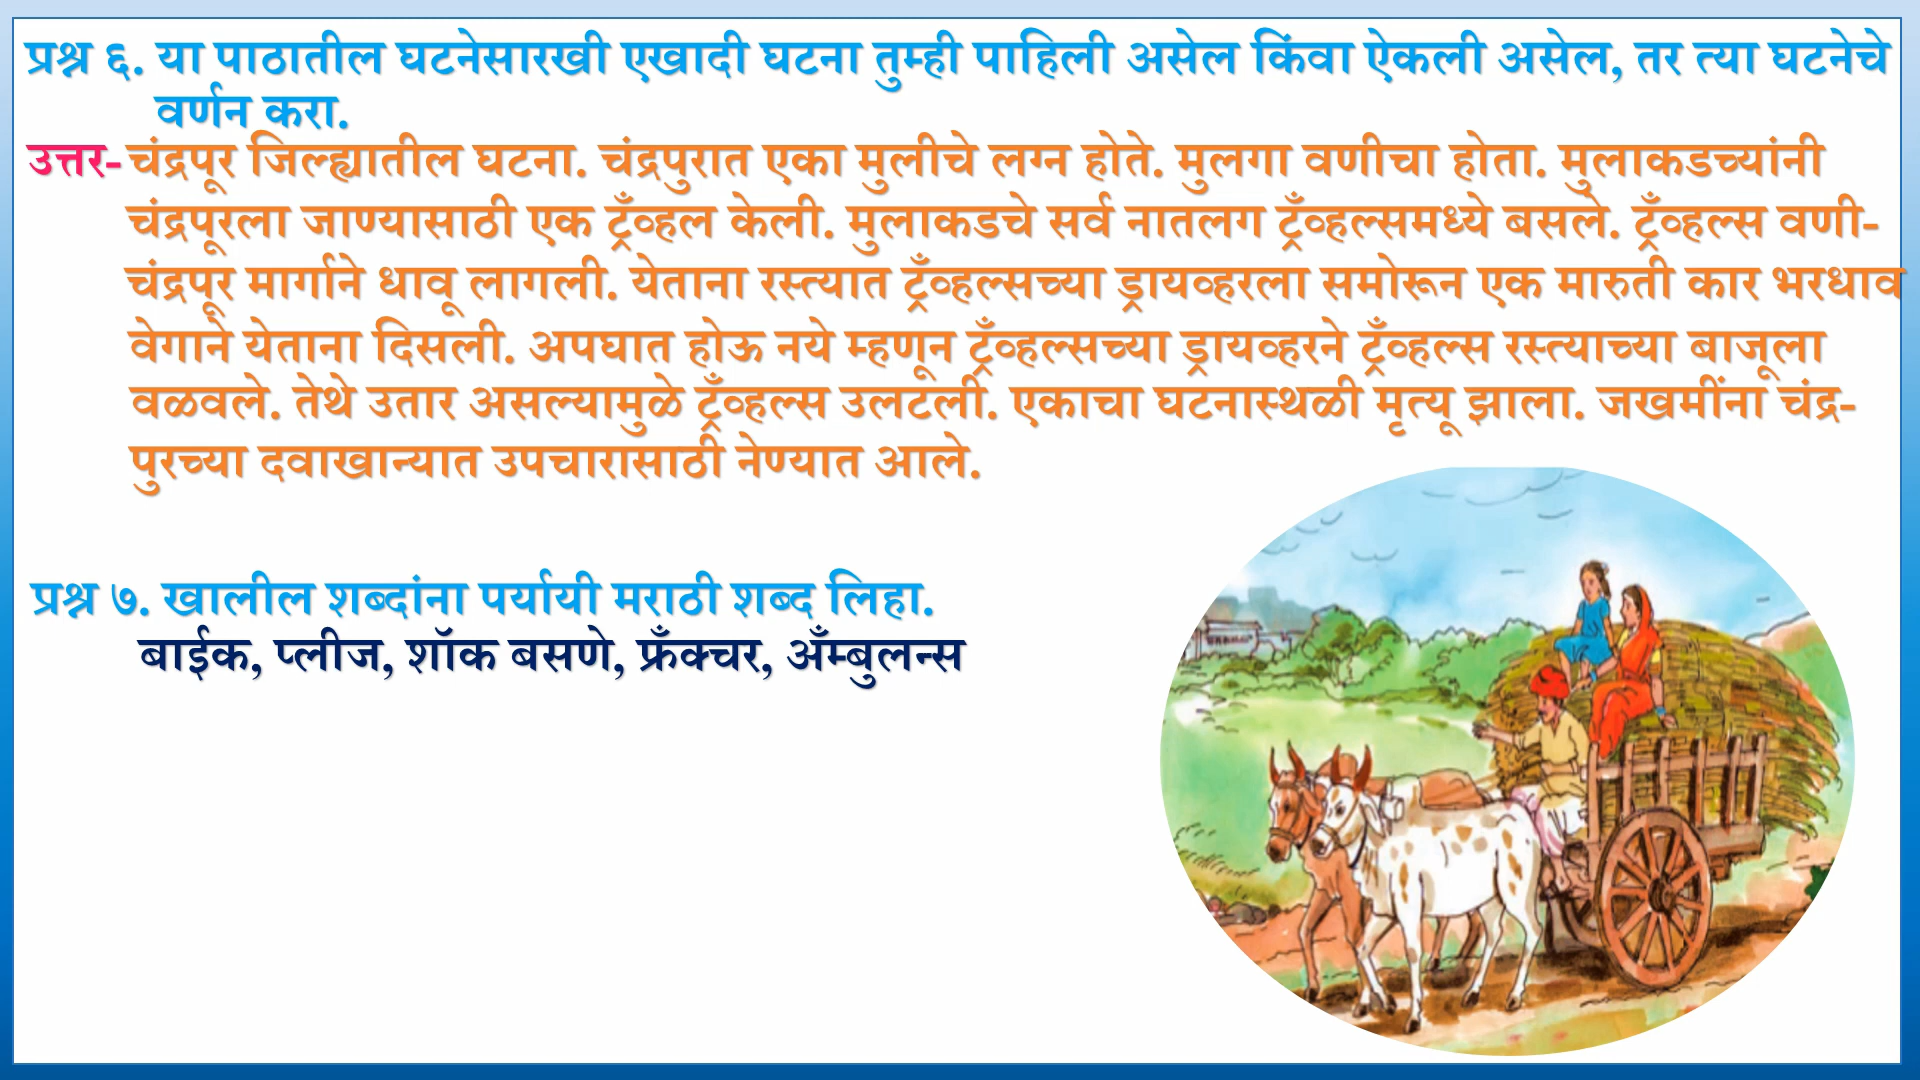 प्रश्न ६. या पाठातील घटनेसारखी एखादी घटना तुम्ही पाहिली असेल किंवा ऐकली असेल, तर त्या घटनेचे
वर्णन करा.
उत्तर- चंद्रपूर जिल्ह्यातील घटना. चंद्रपुरात एका मुलीचे लग्न होते. मुलगा वणीचा होता. मुलाकडच्यांनी
चंद्रपूरला जाण्यासाठी एक ट्रॅंव्हल केली. मुलाकडचे सर्व नातलग ट्रॅंव्हल्समध्ये बसले. ट्रॅंव्हल्स वणी-
चंद्रपूर मार्गाने धावू लागली. येताना रस्त्यात ट्रॅंव्हल्सच्या ड्रायव्हरला समोरून एक मारुती कार भरधाव
वेगाने येताना दिसली. अपघात होऊ नये म्हणून ट्रॅंव्हल्सच्या ड्रायव्हरने ट्रॅंव्हल्स रस्त्याच्या बाजूला
वळवले. तेथे उतार असल्यामुळे ट्रॅंव्हल्स उलटली. एकाचा घटनास्थळी मृत्यू झाला. जखमींना चंद्र-
पुरच्या दवाखान्यात उपचारासाठी नेण्यात आले.
प्रश्न ७. खालील शब्दांना पर्यायी मराठी शब्द लिहा.
बाईक, प्लीज, शॉक बसणे, फ्रँक्चर, अँम्बुलन्स